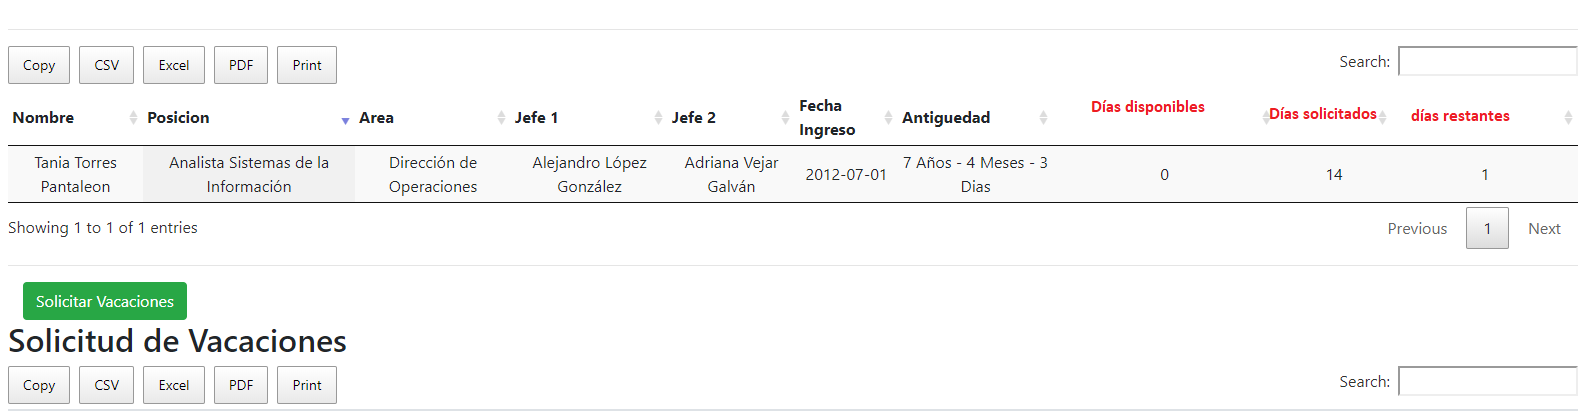 Copy CSV Excel PDF Print Search:
Nombre Posicion Area Jefe 1 Jefe 2 Fecha Ingreso Antiguedad Días disponibles Días solicitados días restantes
Tania Torres Pantaleon Analista Sistemas de la Información Dirección de Operaciones Alejandro López González Adriana Vejar Galván 2012-07-01 7 Años - 4 Meses - 3 Dias 0 14 1
Showing 1 to 1 of 1 entries Previous 1 Next
Solicitar Vacaciones
Solicitud de Vacaciones
Copy CSV Excel PDF Print Search: